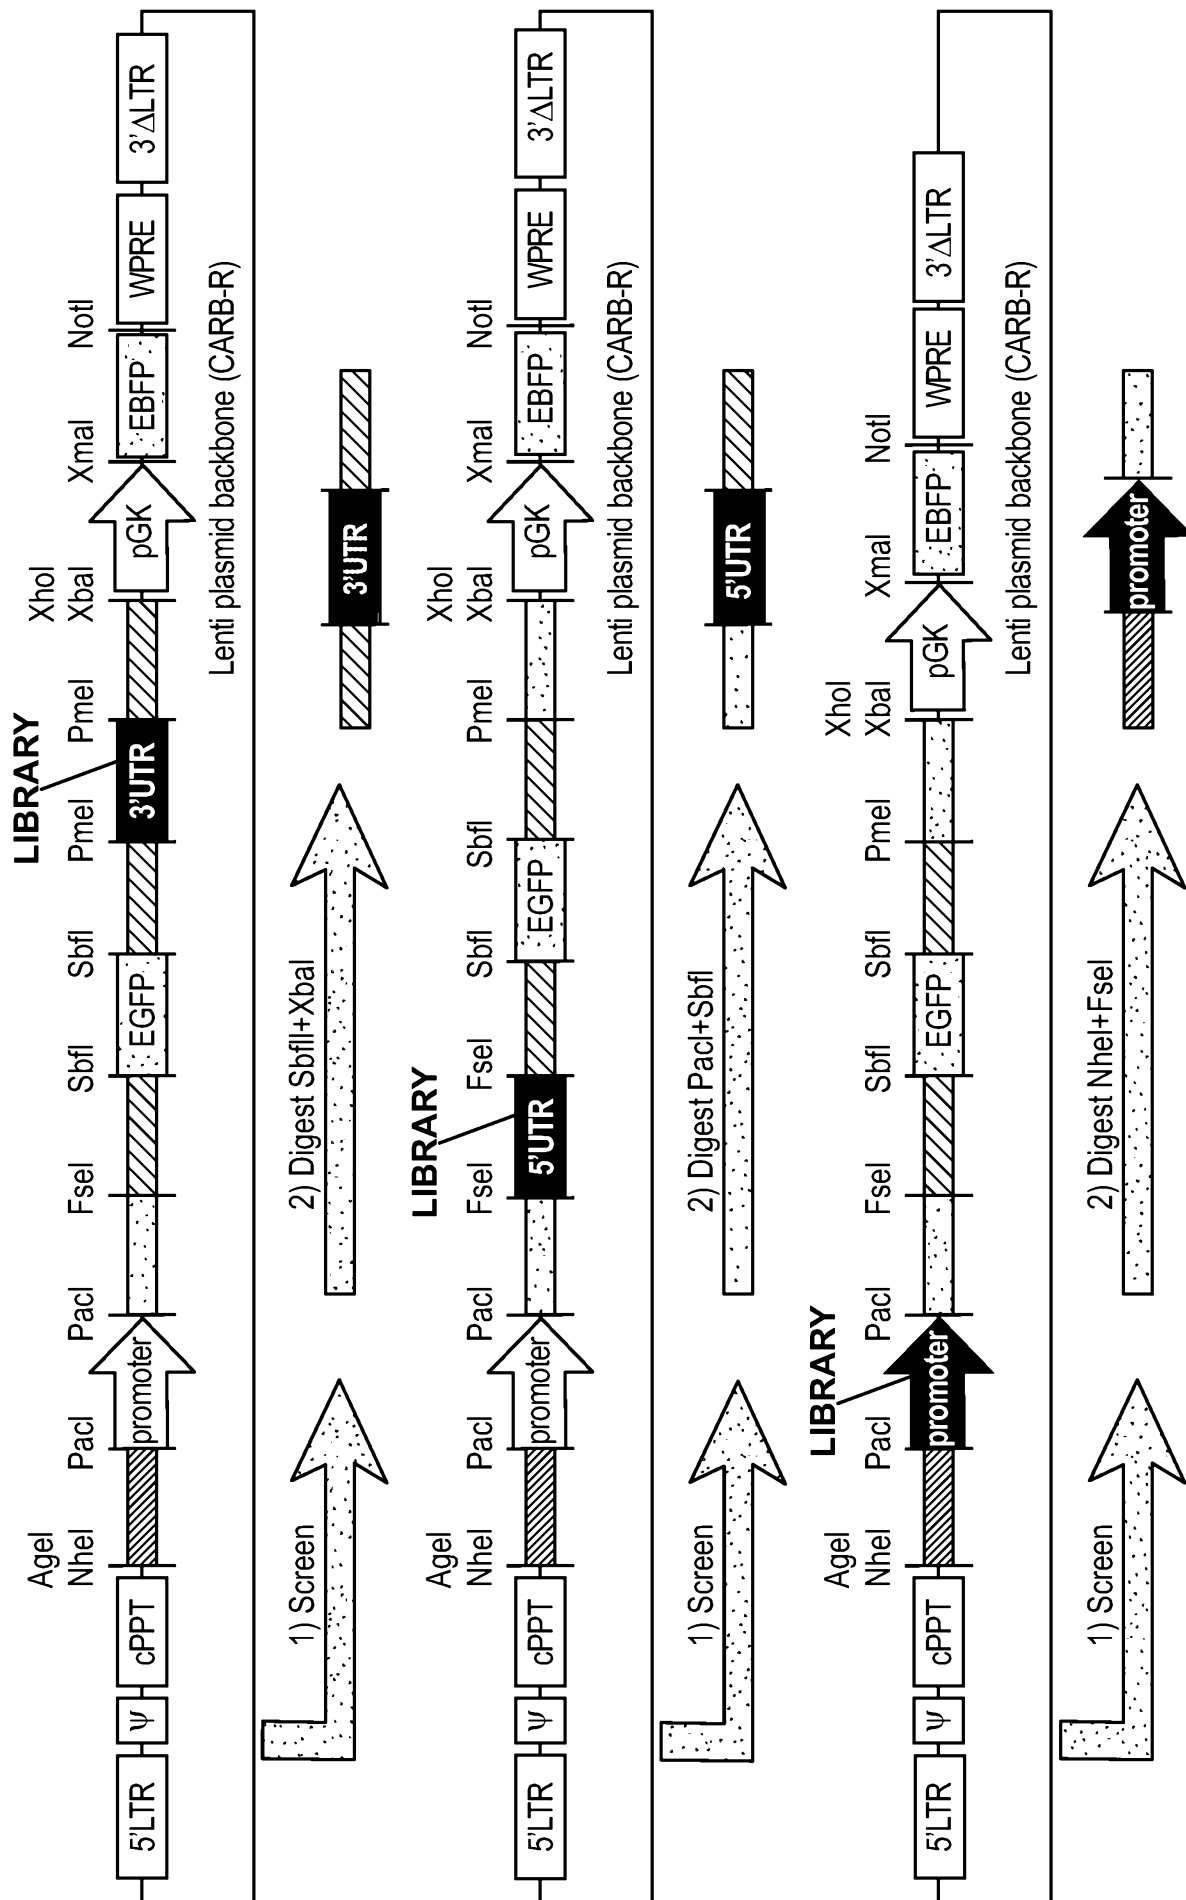 LIBRARY
AgeI XhoI
NheI PacI PacI FseI SbfI SbfI PmeI PmeI XbaI XmaI NotI
5'LTR ψ cPPT promoter EGFP 3'UTR pGK EBFP WPRE 3'ΔLTR
Lenti plasmid backbone (CARB-R)
1) Screen 2) Digest SbfII+XbaI 3'UTR
LIBRARY
AgeI XhoI
NheI PacI PacI FseI FseI SbfI SbfI PmeI XbaI XmaI NotI
5'LTR ψ cPPT promoter 5'UTR EGFP pGK EBFP WPRE 3'ΔLTR
Lenti plasmid backbone (CARB-R)
1) Screen 2) Digest PacI+SbfI 5'UTR
LIBRARY
AgeI XhoI
NheI PacI PacI FseI SbfI SbfI PmeI XbaI XmaI NotI
5'LTR ψ cPPT promoter EGFP pGK EBFP WPRE 3'ΔLTR
Lenti plasmid backbone (CARB-R)
1) Screen 2) Digest NheI+FseI promoter